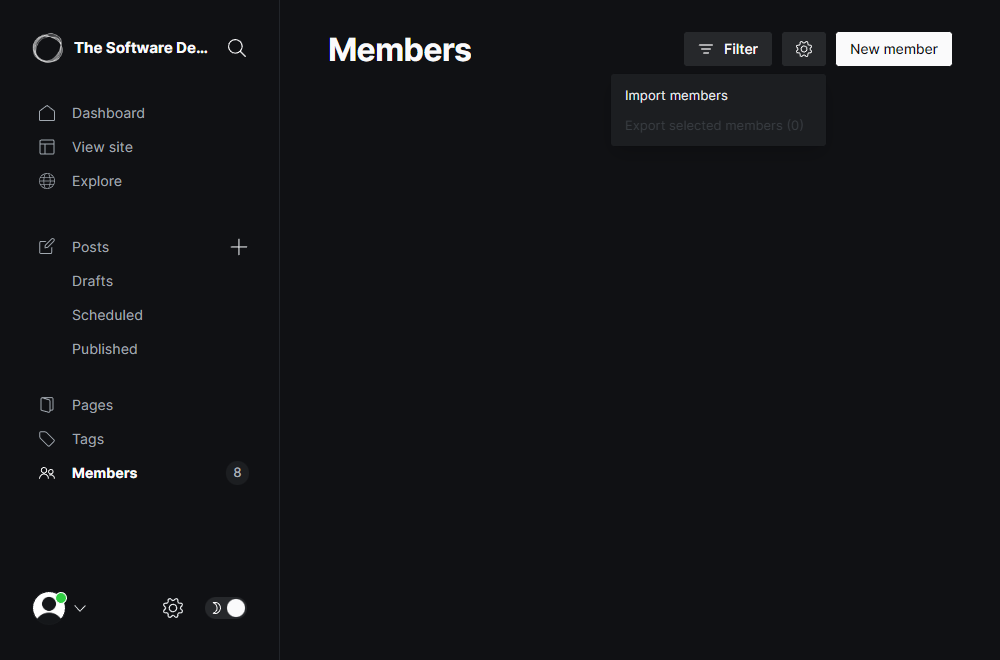 The Software De...
Members
Filter
New member
Import members
Export selected members (0)
Dashboard
View site
Explore
Posts
Drafts
Scheduled
Published
Pages
Tags
Members 8